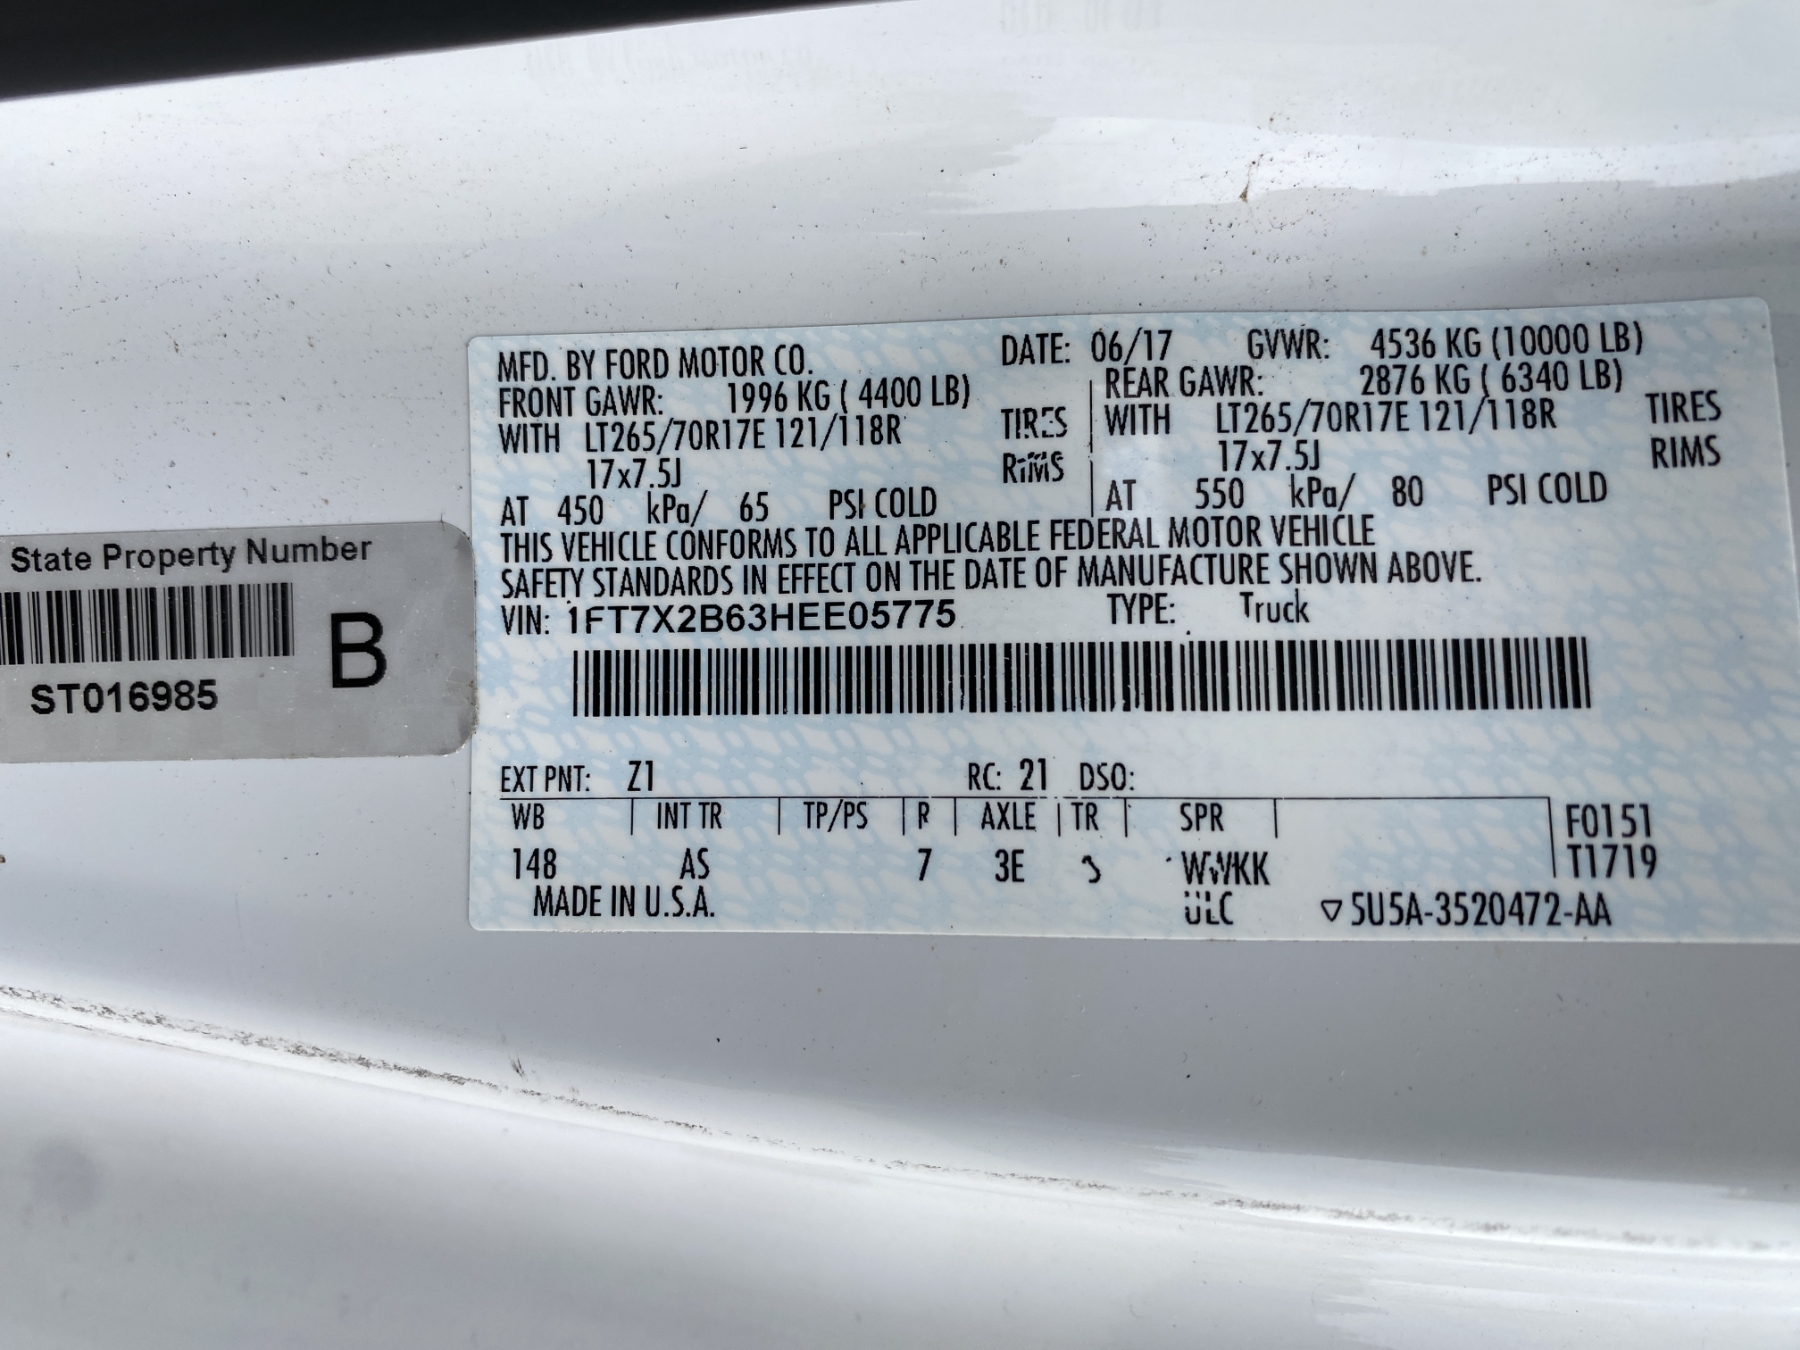 State Property Number
B
ST016985
MFD. BY FORD MOTOR CO. DATE: 06/17 GVWR: 4536 KG (10000 LB)
FRONT GAWR: 1996 KG ( 4400 LB) REAR GAWR: 2876 KG ( 6340 LB)
WITH LT265/70R17E 121/118R TIRES WITH LT265/70R17E 121/118R TIRES
17x7.5J RIMS 17x7.5J RIMS
AT 450 kPa/ 65 PSI COLD AT 550 kPa/ 80 PSI COLD
THIS VEHICLE CONFORMS TO ALL APPLICABLE FEDERAL MOTOR VEHICLE
SAFETY STANDARDS IN EFFECT ON THE DATE OF MANUFACTURE SHOWN ABOVE.
VIN: 1FT7X2B63HEE05775 TYPE: Truck
EXT PNT: Z1 RC: 21 DSO:
WB INT TR TP/PS R AXLE TR SPR F0151
148 AS 7 3E T1719
MADE IN U.S.A. ▽ 5U5A-3520472-AA